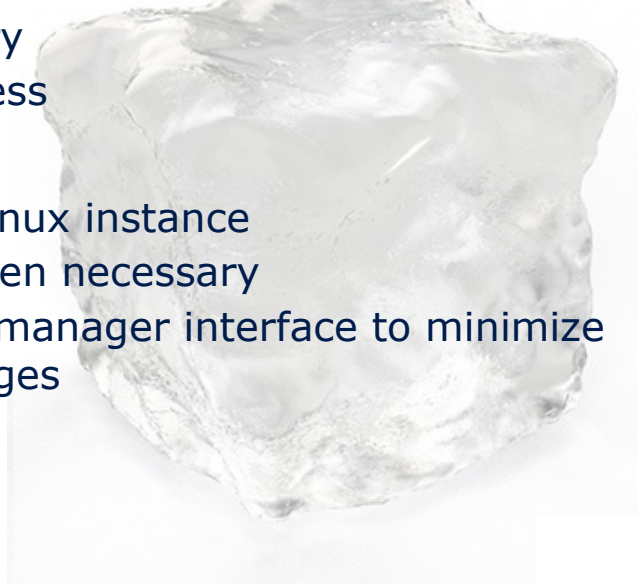 y
ess
nux instance
en necessary
manager interface to minimize
ges